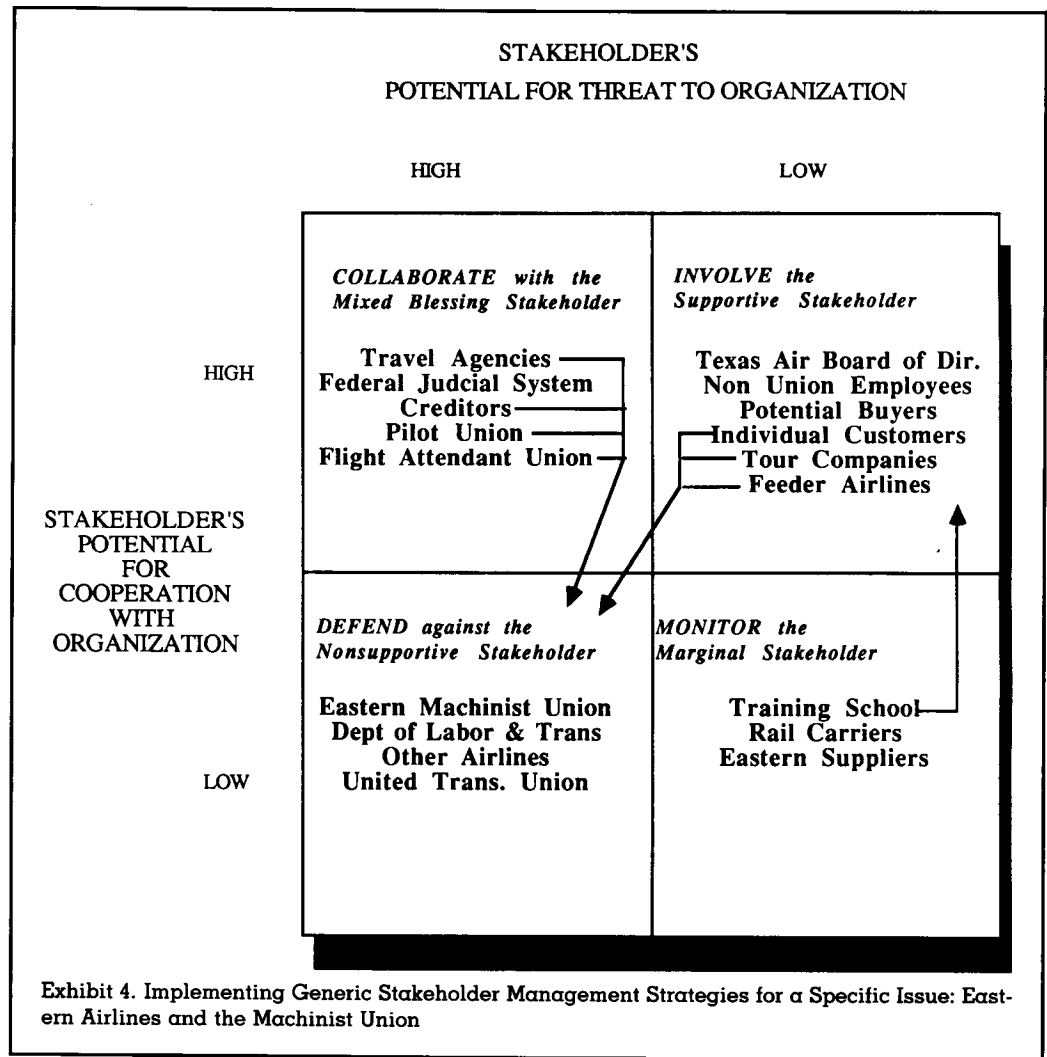 STAKEHOLDER'S
POTENTIAL FOR THREAT TO ORGANIZATION
HIGH
LOW
COLLABORATE with the
Mixed Blessing Stakeholder
INVOLVE the
Supportive Stakeholder
HIGH
Travel Agencies
Federal Judcial System
Creditors
Pilot Union
Flight Attendant Union
Texas Air Board of Dir.
Non Union Employees
Potential Buyers
Individual Customers
Tour Companies
Feeder Airlines
STAKEHOLDER'S
POTENTIAL
FOR
COOPERATION
WITH
ORGANIZATION
DEFEND against the
Nonsupportive Stakeholder
MONITOR the
Marginal Stakeholder
LOW
Eastern Machinist Union
Dept of Labor & Trans
Other Airlines
United Trans. Union
Training School
Rail Carriers
Eastern Suppliers
Exhibit 4. Implementing Generic Stakeholder Management Strategies for a Specific Issue: East-
ern Airlines and the Machinist Union